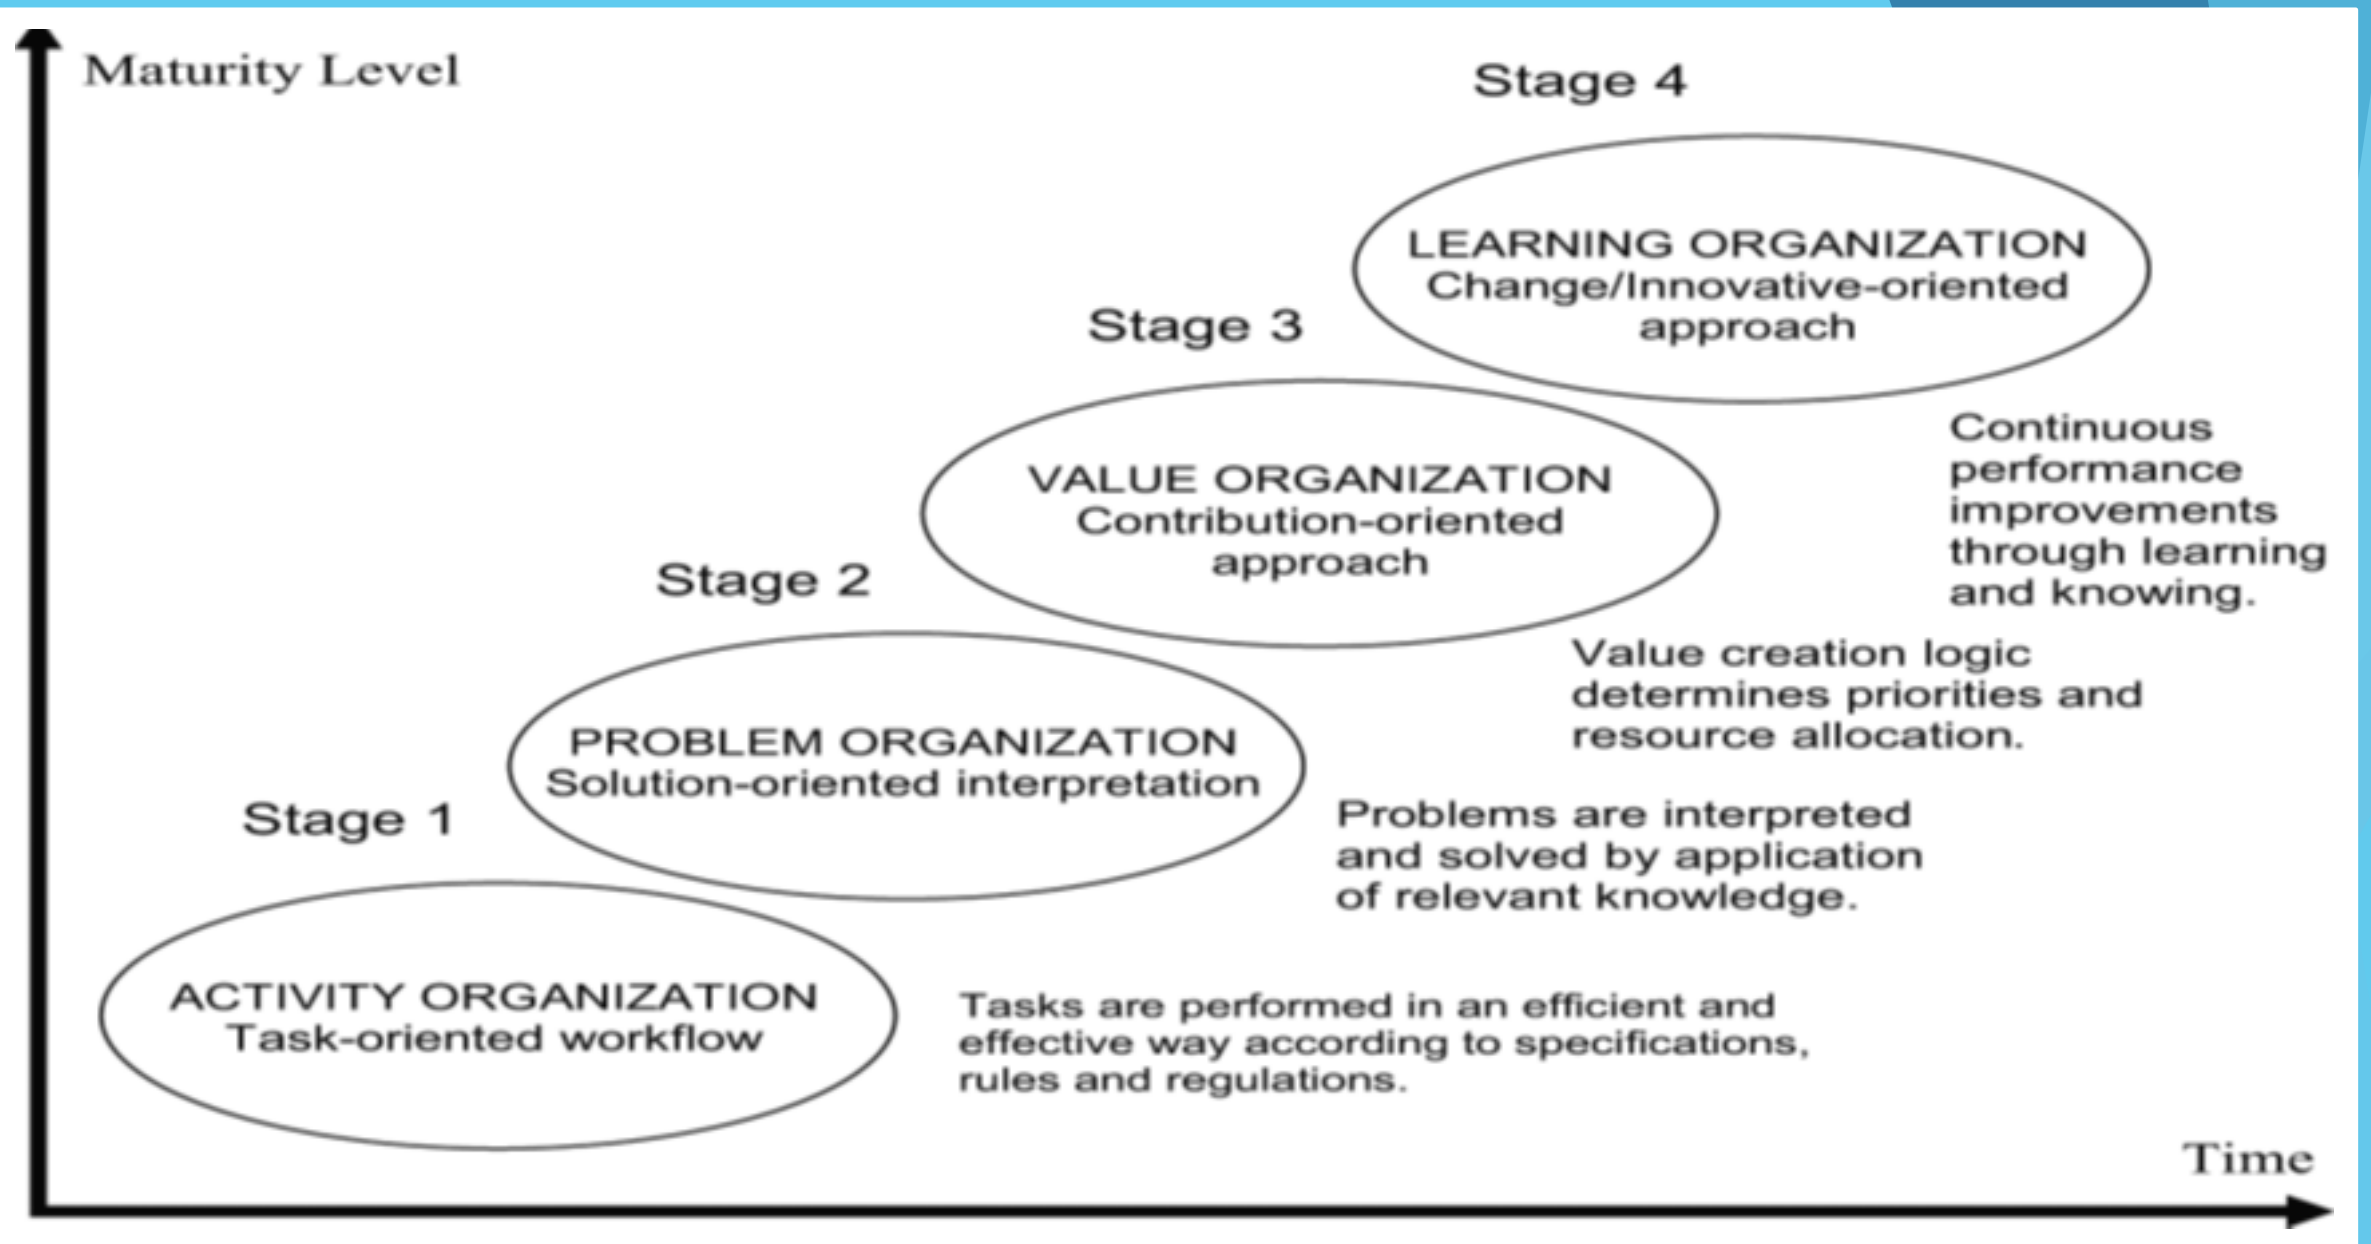 Maturity Level
Stage 4
LEARNING ORGANIZATION
Change/Innovative-oriented
approach
Continuous
performance
improvements
through learning
and knowing.
Stage 3
VALUE ORGANIZATION
Contribution-oriented
approach
Value creation logic
determines priorities and
resource allocation.
Stage 2
PROBLEM ORGANIZATION
Solution-oriented interpretation
Problems are interpreted
and solved by application
of relevant knowledge.
Stage 1
ACTIVITY ORGANIZATION
Task-oriented workflow
Tasks are performed in an efficient and
effective way according to specifications,
rules and regulations.
Time